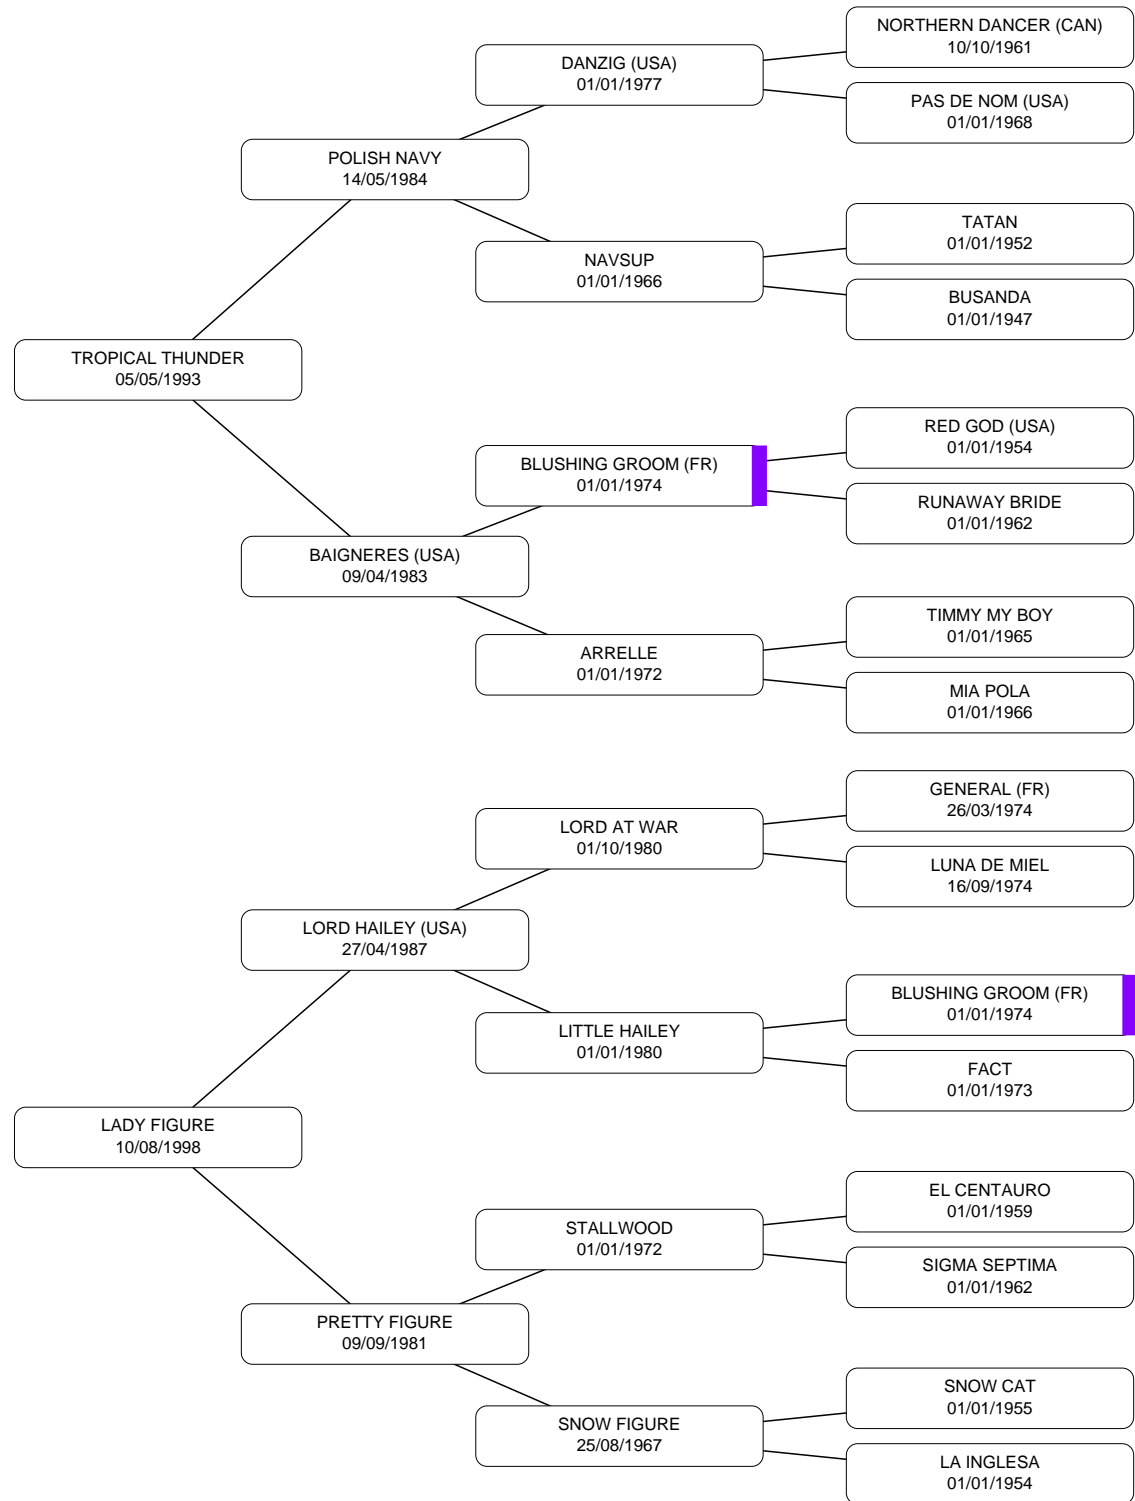 NORTHERN DANCER (CAN)
10/10/1961
DANZIG (USA)
01/01/1977
PAS DE NOM (USA)
01/01/1968
POLISH NAVY
14/05/1984
TATAN
01/01/1952
NAVSUP
01/01/1966
BUSANDA
01/01/1947
TROPICAL THUNDER
05/05/1993
RED GOD (USA)
01/01/1954
BLUSHING GROOM (FR)
01/01/1974
RUNAWAY BRIDE
01/01/1962
BAIGNERES (USA)
09/04/1983
TIMMY MY BOY
01/01/1965
ARRELLE
01/01/1972
MIA POLA
01/01/1966
GENERAL (FR)
26/03/1974
LORD AT WAR
01/10/1980
LUNA DE MIEL
16/09/1974
LORD HAILEY (USA)
27/04/1987
BLUSHING GROOM (FR)
01/01/1974
LITTLE HAILEY
01/01/1980
FACT
01/01/1973
LADY FIGURE
10/08/1998
EL CENTAURO
01/01/1959
STALLWOOD
01/01/1972
SIGMA SEPTIMA
01/01/1962
PRETTY FIGURE
09/09/1981
SNOW CAT
01/01/1955
SNOW FIGURE
25/08/1967
LA INGLESA
01/01/1954